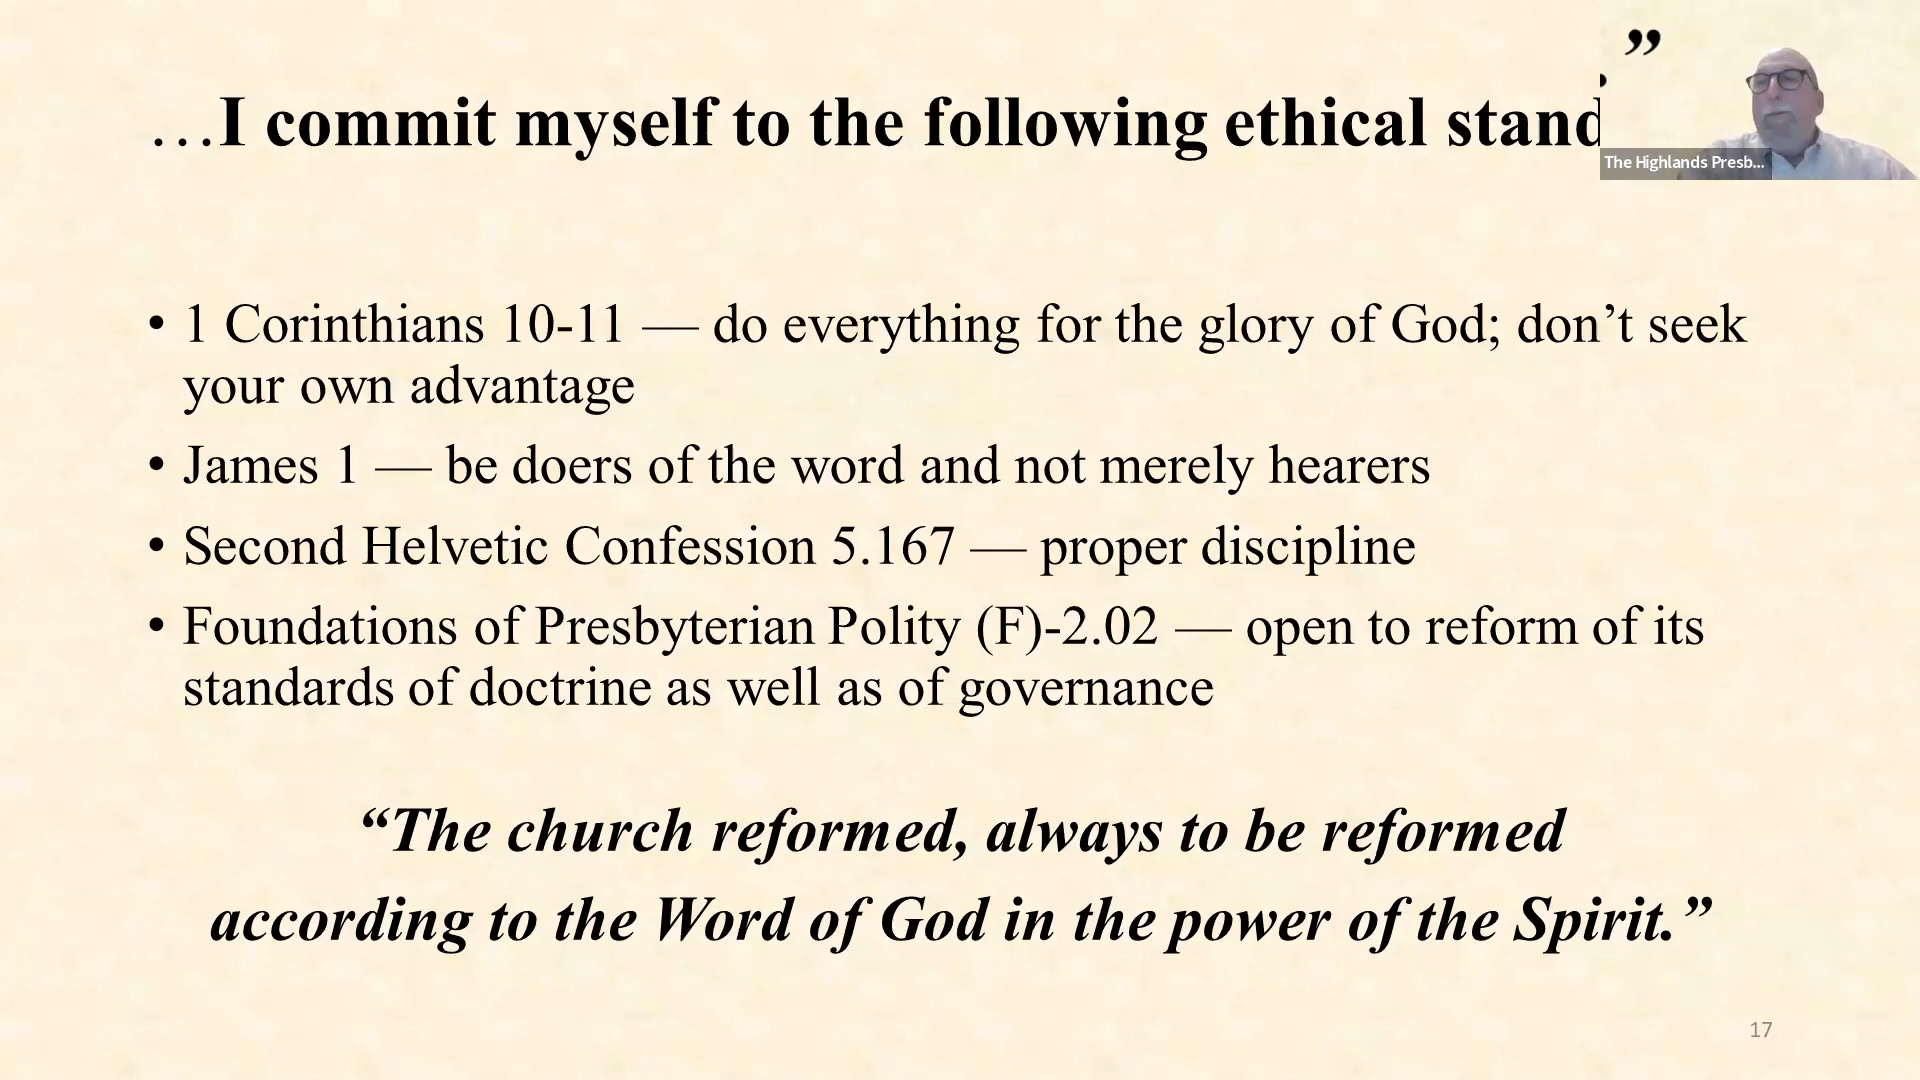 ”
…I commit myself to the following ethical stand
The Highlands Presb...
• 1 Corinthians 10-11 — do everything for the glory of God; don’t seek
your own advantage
• James 1 — be doers of the word and not merely hearers
• Second Helvetic Confession 5.167 — proper discipline
• Foundations of Presbyterian Polity (F)-2.02 — open to reform of its
standards of doctrine as well as of governance
“The church reformed, always to be reformed
according to the Word of God in the power of the Spirit.”
17